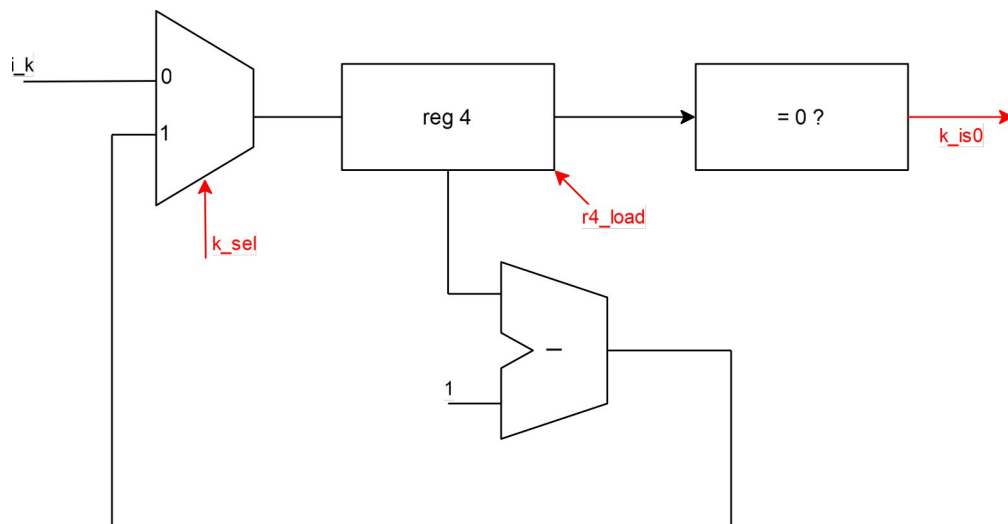 i_k
0
1
reg 4
= 0 ?
k_is0
r4_load
k_sel
1
–